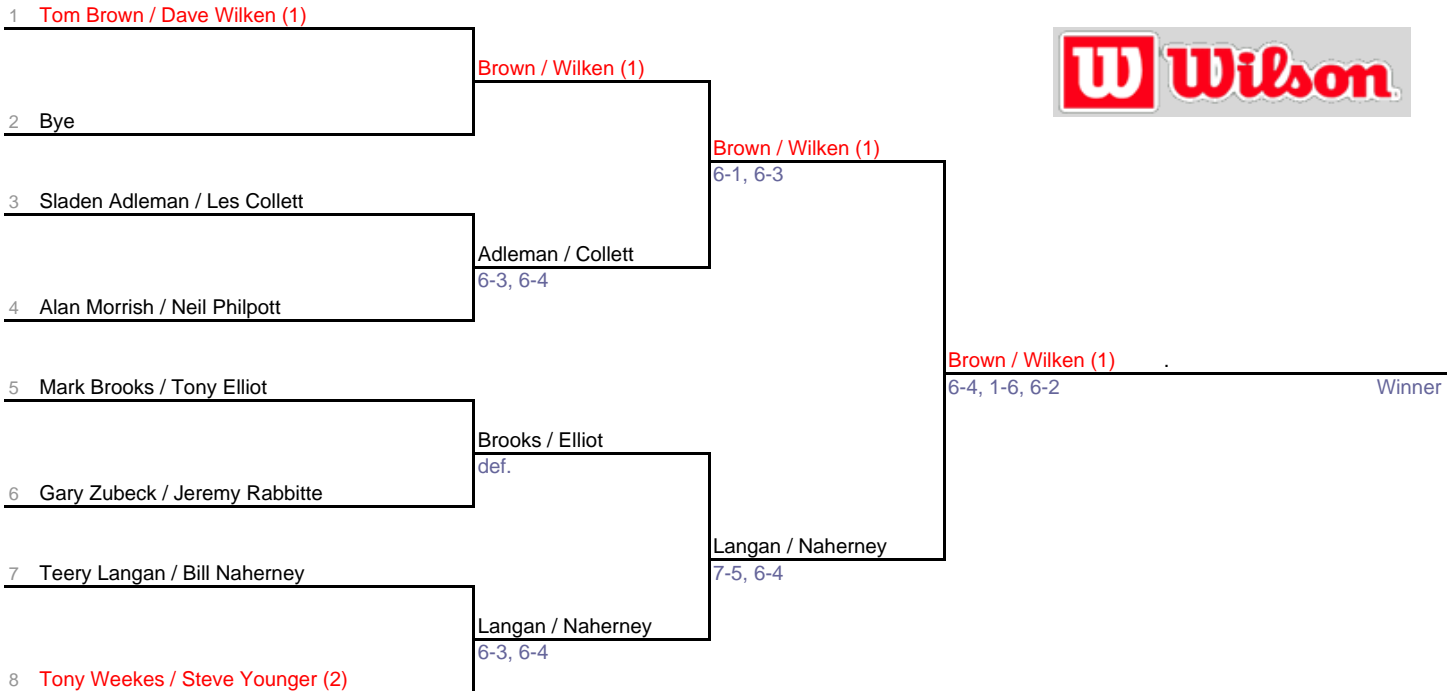 1 Tom Brown / Dave Wilken (1)
Brown / Wilken (1)
W Wilson
2 Bye
Brown / Wilken (1)
6-1, 6-3
3 Sladen Adleman / Les Collett
Adleman / Collett
6-3, 6-4
4 Alan Morrish / Neil Philpott
Brown / Wilken (1) .
6-4, 1-6, 6-2 Winner
5 Mark Brooks / Tony Elliot
Brooks / Elliot
def.
6 Gary Zubeck / Jeremy Rabbitte
Langan / Naherney
7-5, 6-4
7 Teery Langan / Bill Naherney
Langan / Naherney
6-3, 6-4
8 Tony Weekes / Steve Younger (2)